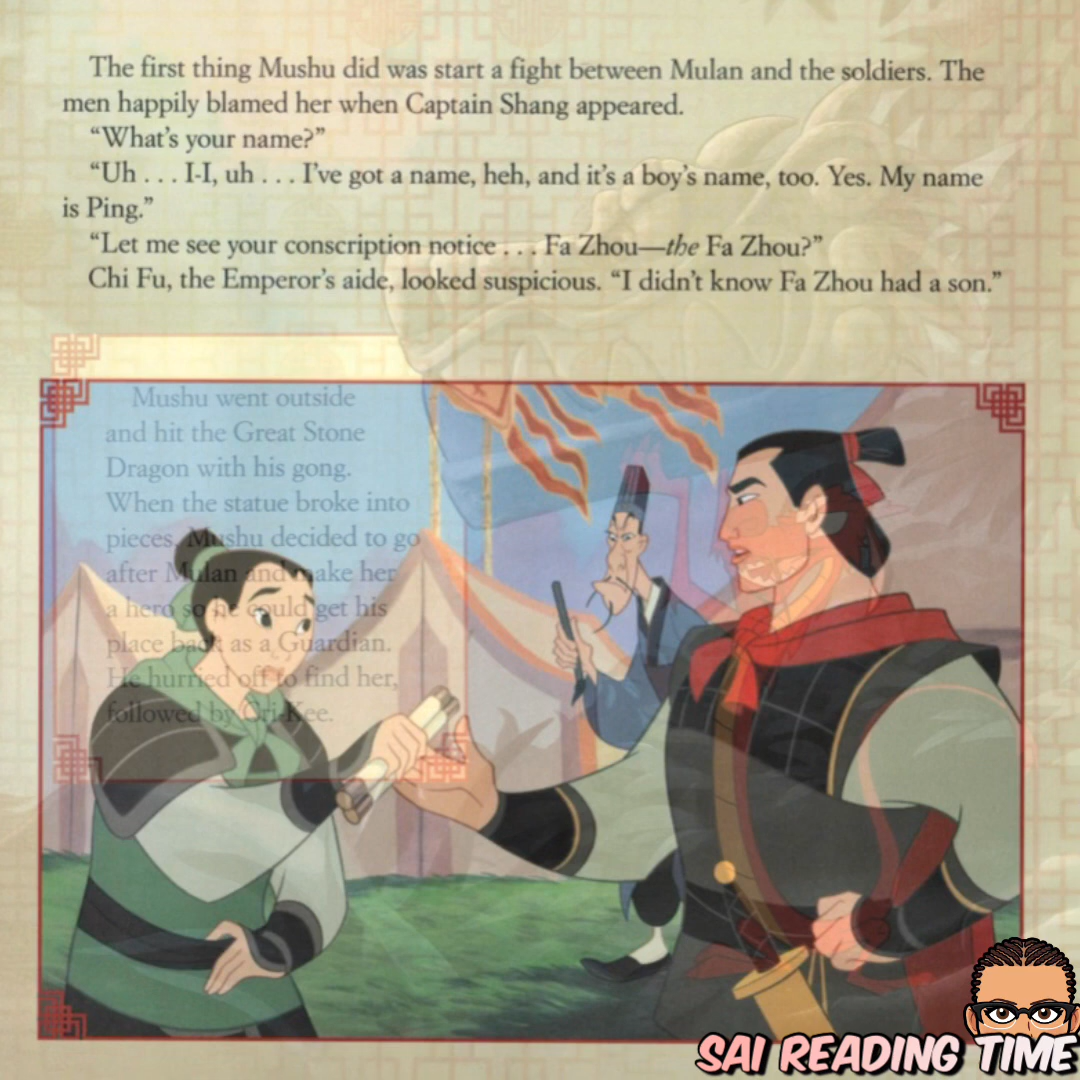 The first thing Mushu did was start a fight between Mulan and the soldiers. The
men happily blamed her when Captain Shang appeared.
“What’s your name?”
“Uh . . . I-I, uh . . . I’ve got a name, heh, and it’s a boy’s name, too. Yes. My name
is Ping.”
“Let me see your conscription notice . . . Fa Zhou—the Fa Zhou?”
Chi Fu, the Emperor’s aide, looked suspicious. “I didn’t know Fa Zhou had a son.”
Mushu went outside
and hit the Great Stone
Dragon with his gong.
When the statue broke into
pieces, Mushu decided to go
after Mulan and make her
a hero so he could get his
place back as a Guardian.
He hurried off to find her,
followed by Cri-Kee.
SAI READING TIME